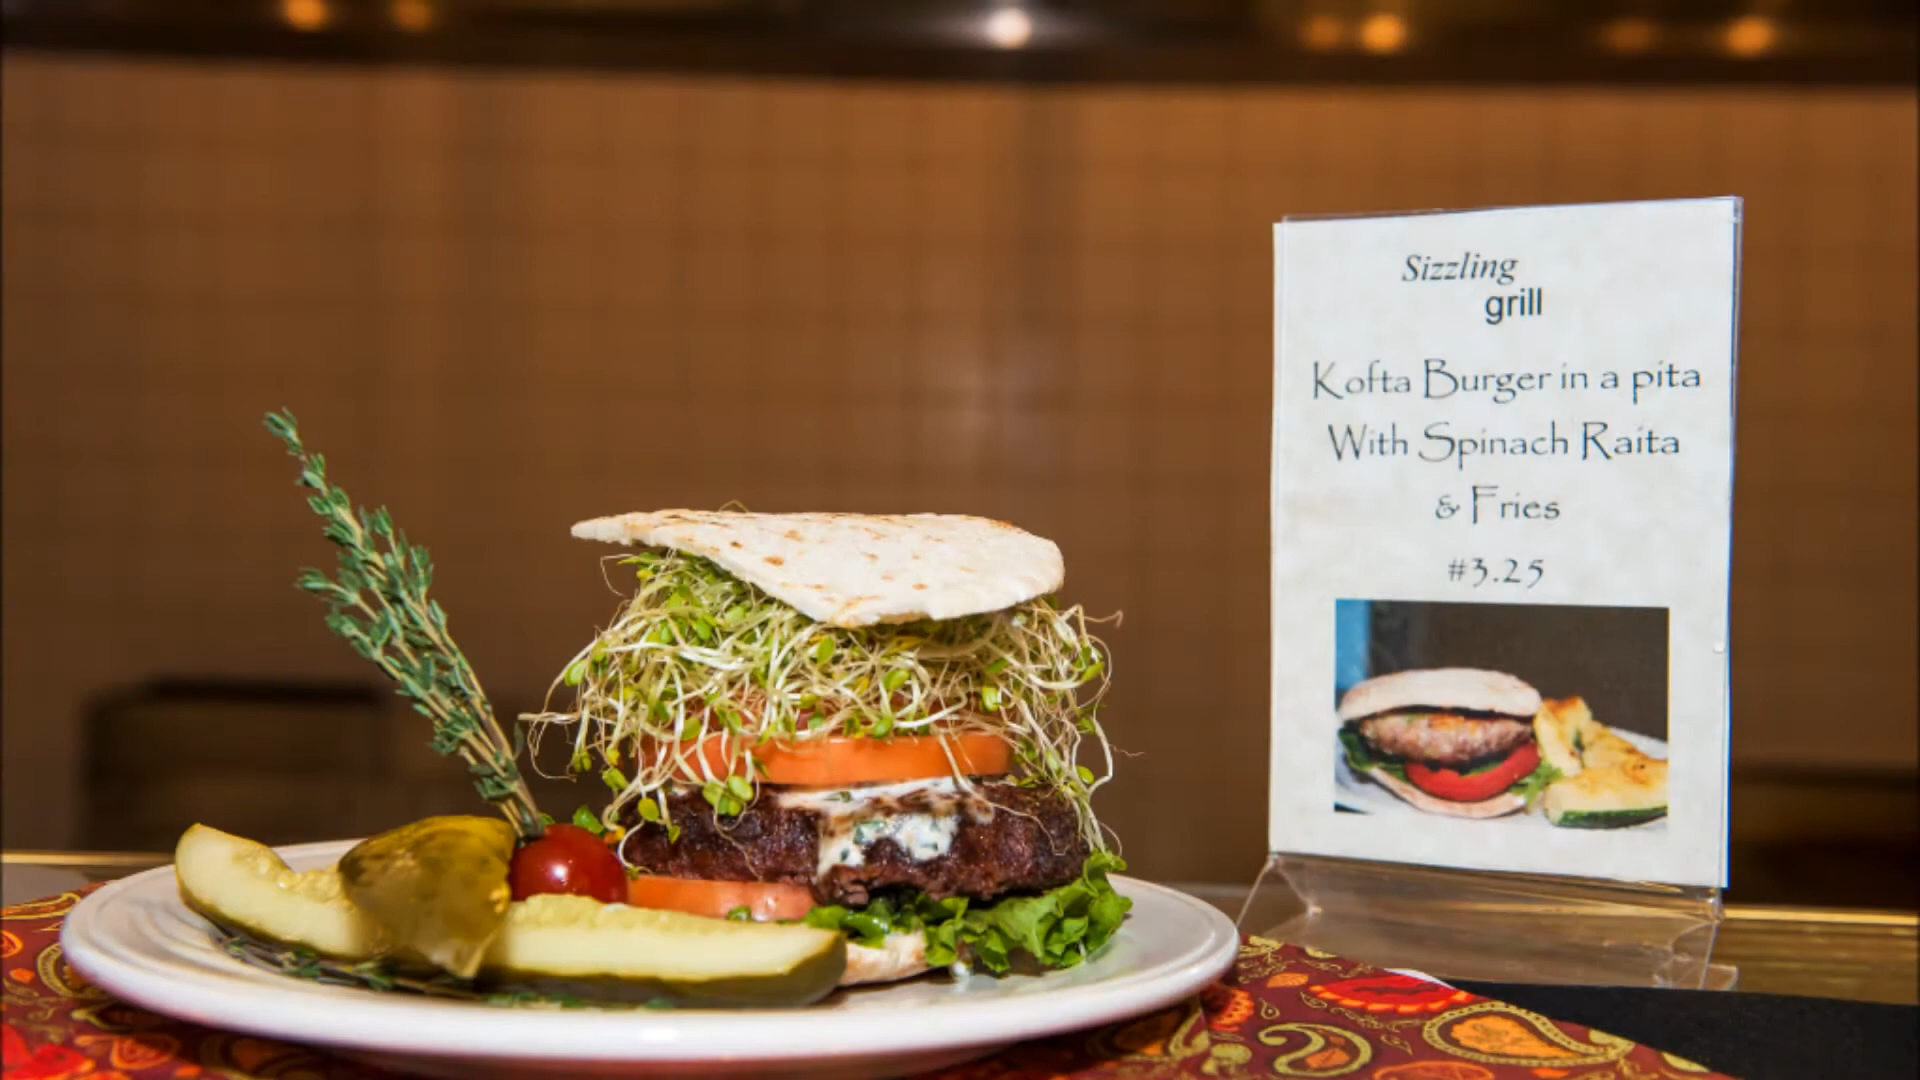 Sizzling
grill
Kofta Burger in a pita
With Spinach Raita
& Fries
#3.25